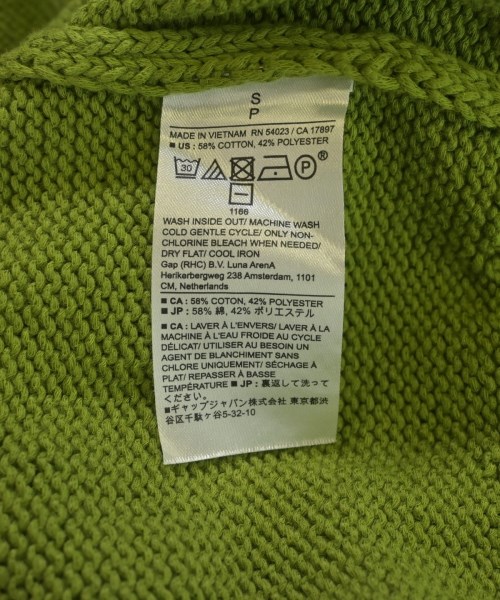 S
P
MADE IN VIETNAM RN 54023 / CA 17897
■ US : 58% COTTON, 42% POLYESTER
30 P ®
1166
WASH INSIDE OUT/ MACHINE WASH
COLD GENTLE CYCLE/ ONLY NON-
CHLORINE BLEACH WHEN NEEDED/
DRY FLAT/ COOL IRON
Gap (RHC) B.V. Luna ArenA
Herikerbergweg 238 Amsterdam, 1101
CM, Netherlands
■ CA : 58% COTON, 42% POLYESTER
■ JP : 58% 綿, 42% ポリエステル
■ CA : LAVER À L'ENVERS/ LAVER À LA
MACHINE À L'EAU FROIDE AU CYCLE
DÉLICAT/ UTILISER AU BESOIN UN
AGENT DE BLANCHIMENT SANS
CHLORE UNIQUEMENT/ SÉCHAGE À
PLAT/ REPASSER À BASSE
TEMPÉRATURE ■ JP : 裏返して洗って
ください。
■ギャップジャパン株式会社 東京都渋
谷区千駄ヶ谷5-32-10